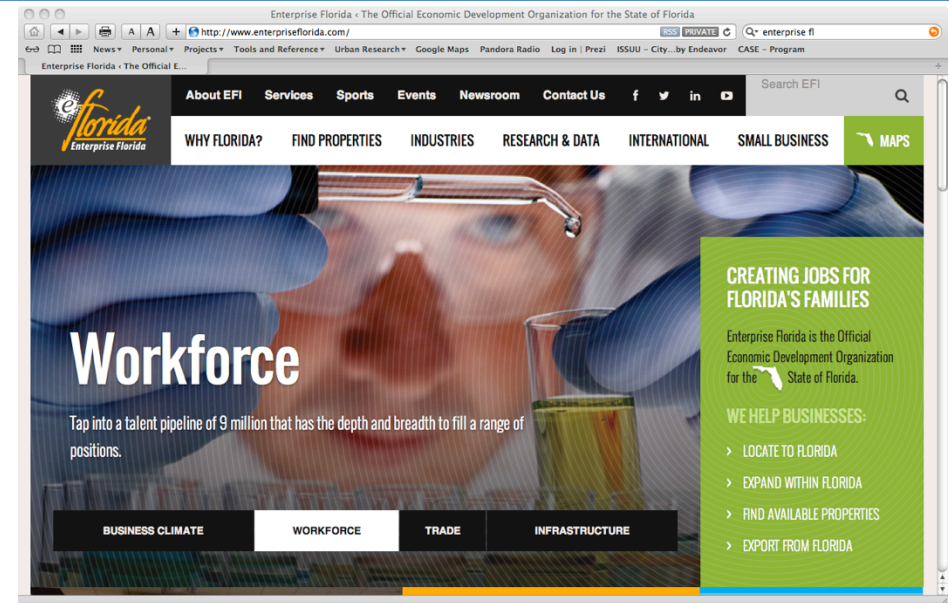 Enterprise Florida ‹ The Official Economic Development Organization for the State of Florida
A A + http://www.enterpriseflorida.com/ RSS PRIVATE enterprise fl
News Personal Projects Tools and Reference Urban Research Google Maps Pandora Radio Log in | Prezi ISSUU – City...by Endeavor CASE – Program
Enterprise Florida ‹ The Official E...
About EFI Services Sports Events Newsroom Contact Us f in Search EFI
e florida
Enterprise Florida
WHY FLORIDA? FIND PROPERTIES INDUSTRIES RESEARCH & DATA INTERNATIONAL SMALL BUSINESS MAPS
Workforce
Tap into a talent pipeline of 9 million that has the depth and breadth to fill a range of
positions.
BUSINESS CLIMATE WORKFORCE TRADE INFRASTRUCTURE
CREATING JOBS FOR
FLORIDA'S FAMILIES
Enterprise Florida is the Official
Economic Development Organization
for the State of Florida.
WE HELP BUSINESSES:
› LOCATE TO FLORIDA
› EXPAND WITHIN FLORIDA
› FIND AVAILABLE PROPERTIES
› EXPORT FROM FLORIDA